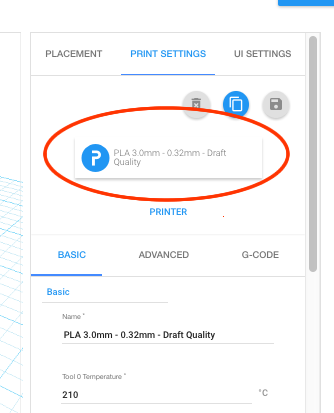 PLACEMENT PRINT SETTINGS UI SETTINGS
P PLA 3.0mm - 0.32mm - Draft
Quality
PRINTER
BASIC ADVANCED G-CODE
Basic
Name *
PLA 3.0mm - 0.32mm - Draft Quality
Tool 0 Temperature *
210 °C